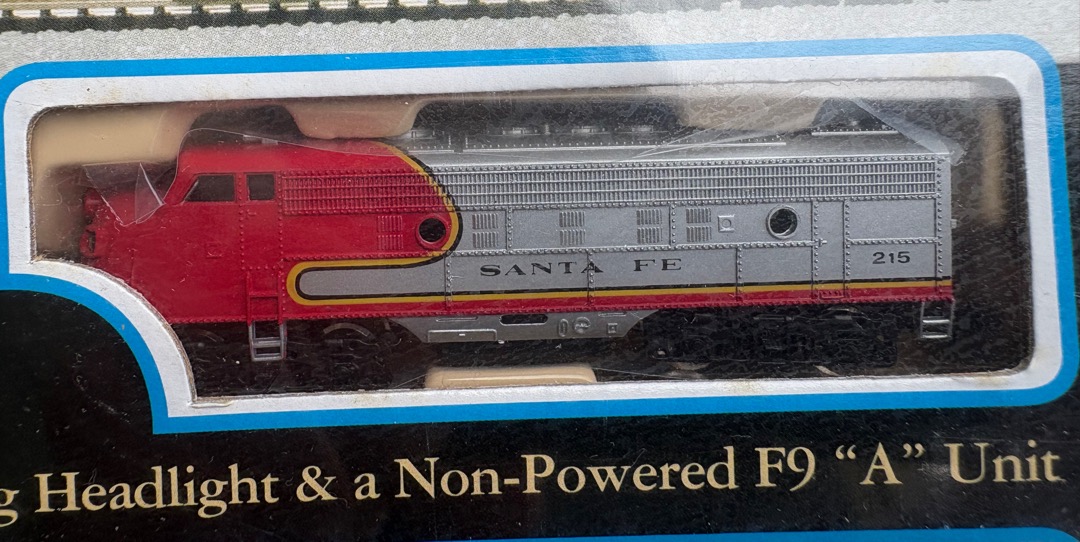 SANTA FE
215
g Headlight & a Non-Powered F9 “A” Unit